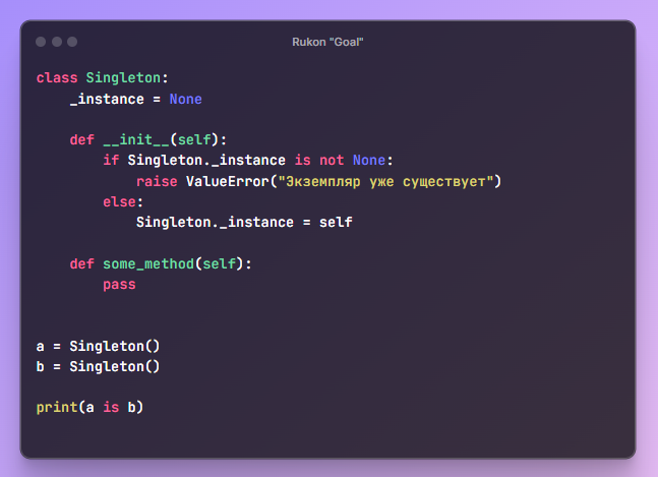 Rukon "Goal"
class Singleton:
    _instance = None
    def __init__(self):
        if Singleton._instance is not None:
            raise ValueError("Экземпляр уже существует")
        else:
            Singleton._instance = self
    def some_method(self):
        pass
a = Singleton()
b = Singleton()
print(a is b)